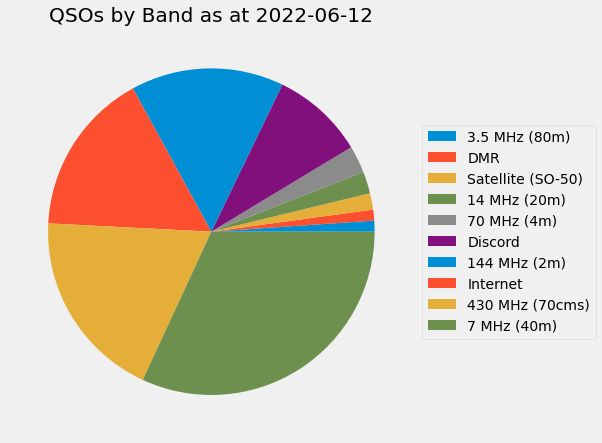 QSOs by Band as at 2022-06-12
3.5 MHz (80m)
DMR
Satellite (SO-50)
14 MHz (20m)
70 MHz (4m)
Discord
144 MHz (2m)
Internet
430 MHz (70cms)
7 MHz (40m)